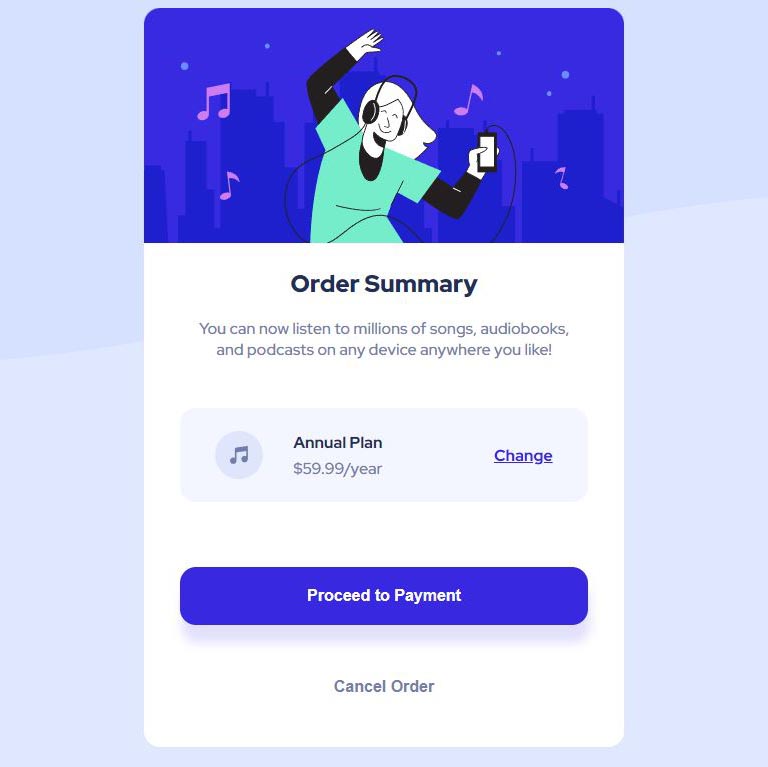 Order Summary
You can now listen to millions of songs, audiobooks,
and podcasts on any device anywhere you like!
Annual Plan
$59.99/year
Change
Proceed to Payment
Cancel Order